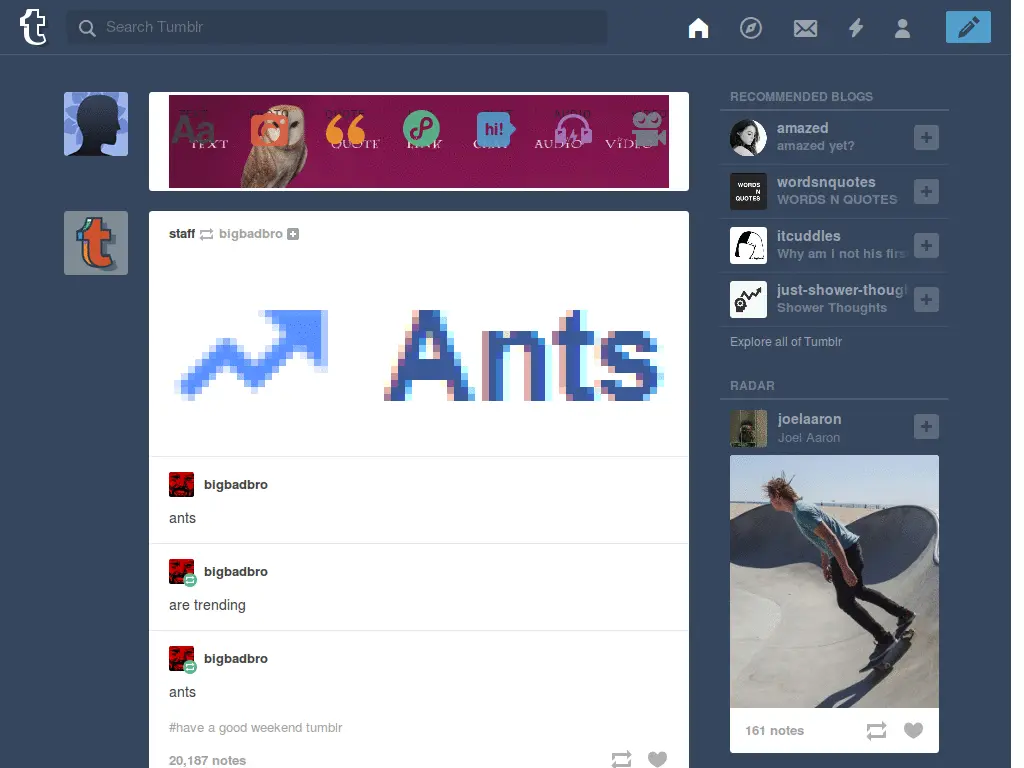 Search Tumblr
Aa
hi!
TEXT QUOTE LINK CHAT AUDIO VIDEO
staff bigbadbro
Ants
bigbadbro
ants
bigbadbro
are trending
bigbadbro
ants
#have a good weekend tumblr
20,187 notes
RECOMMENDED BLOGS
amazed
amazed yet?
WORDS
N
QUOTES
wordsnquotes
WORDS N QUOTES
itcuddles
Why am I not his firs
just-shower-though
Shower Thoughts
Explore all of Tumblr
RADAR
joelaaron
Joel Aaron
161 notes